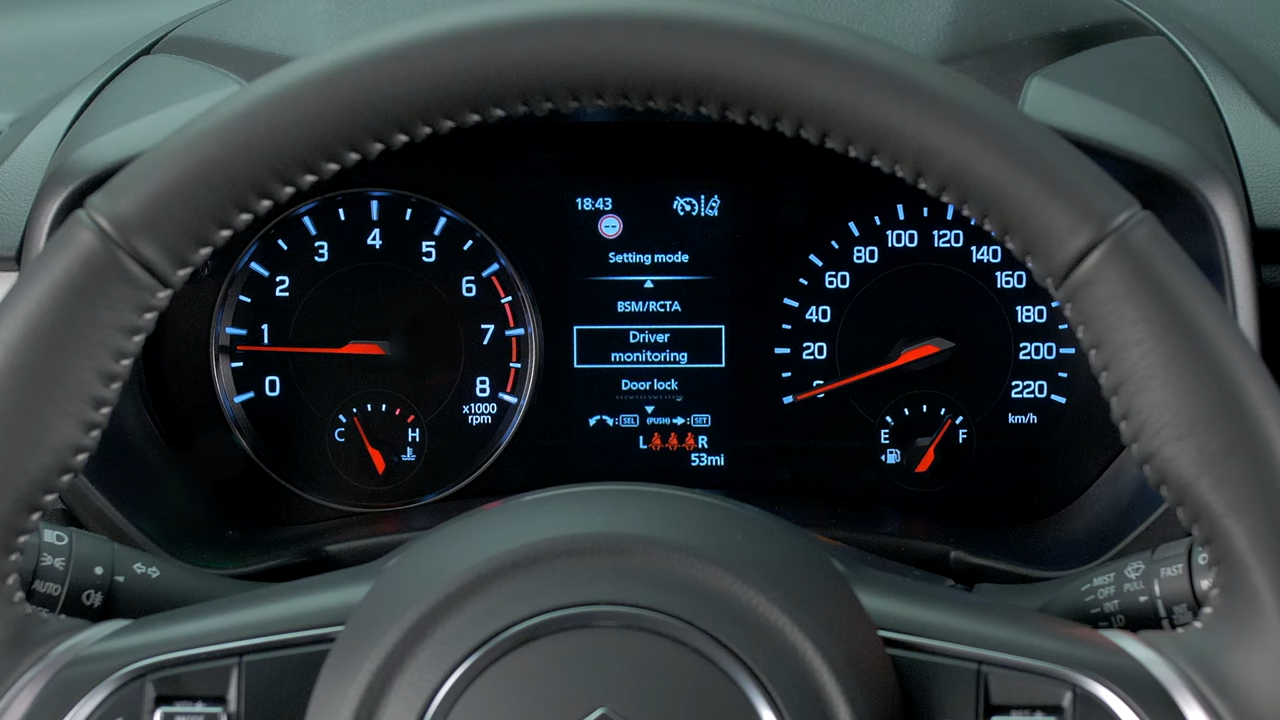 18:43
Setting mode
BSM/RCTA
Driver
monitoring
Door lock
SEL (PUSH) SET
L R
53mi
0
1
2
3
4
5
6
7
8
x1000
rpm
C H
20
40
60
80
100
120
140
160
180
200
220
km/h
E F
AUTO
MIST
OFF
INT
LO
PULL
FAST